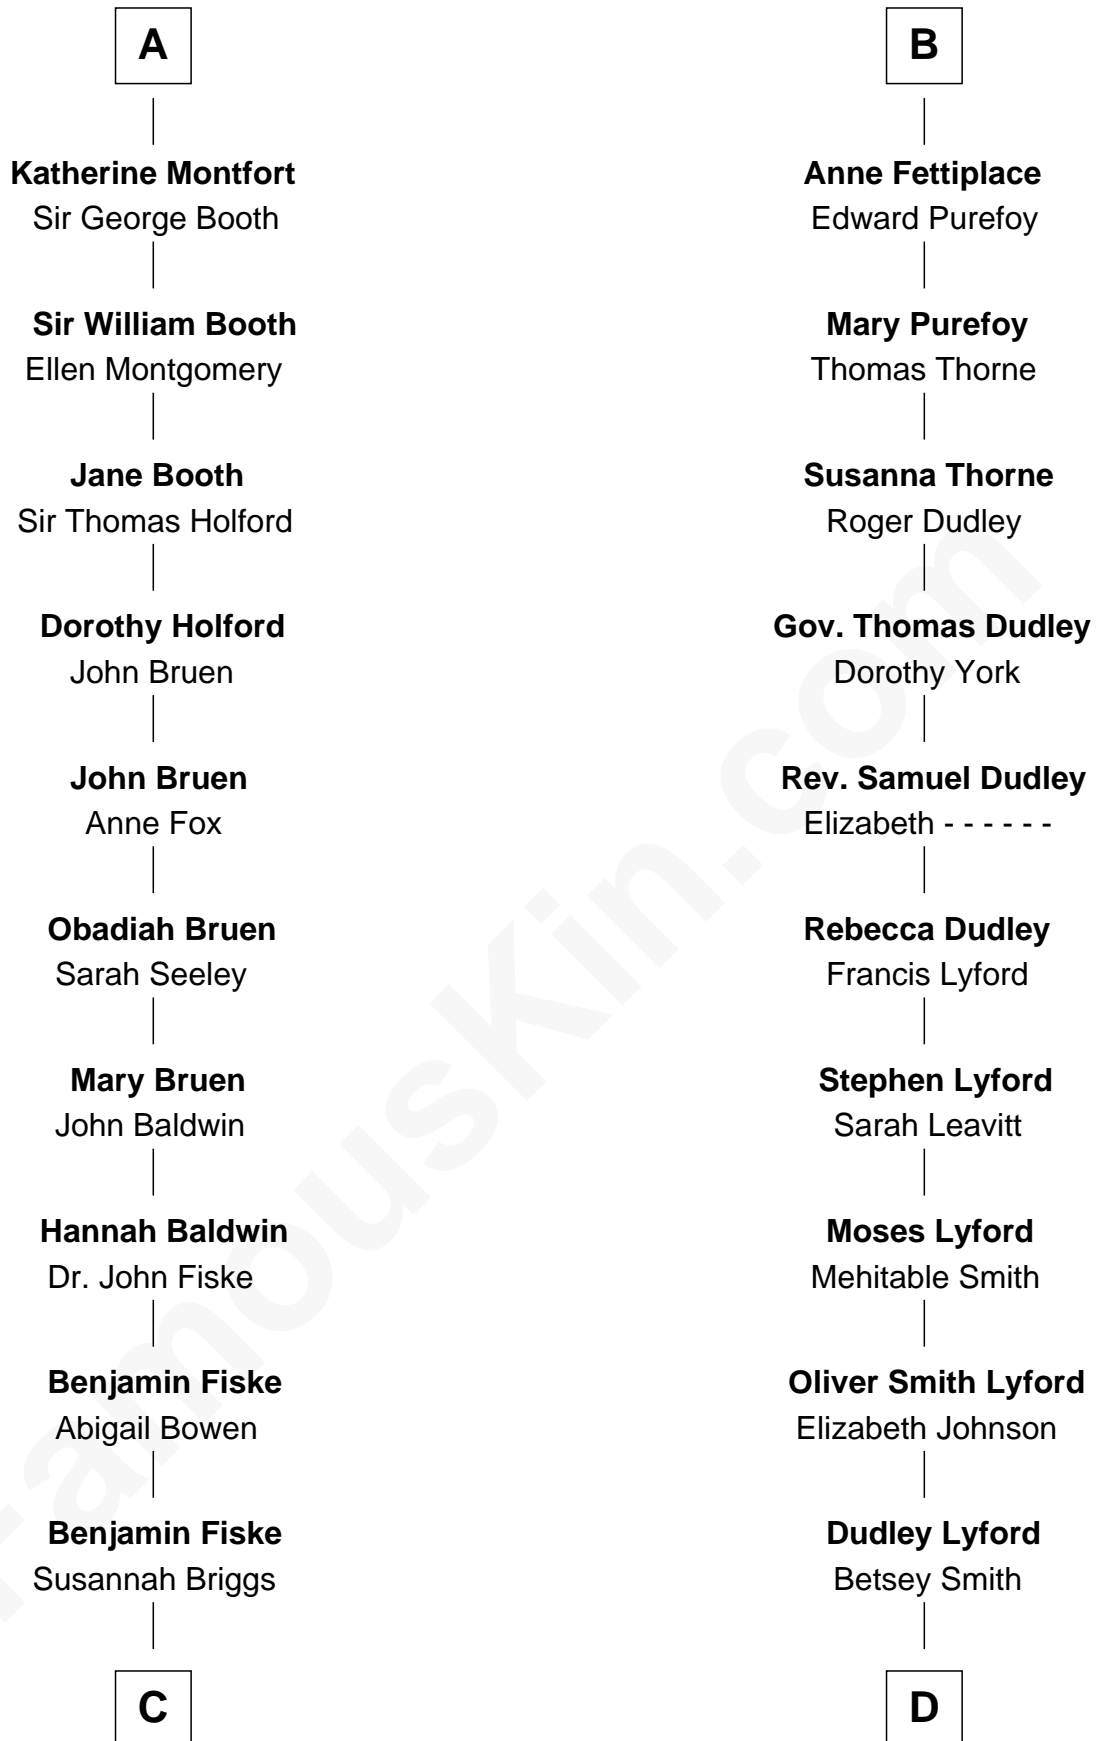 A
Katherine Montfort
Sir George Booth
Sir William Booth
Ellen Montgomery
Jane Booth
Sir Thomas Holford
Dorothy Holford
John Bruen
John Bruen
Anne Fox
Obadiah Bruen
Sarah Seeley
Mary Bruen
John Baldwin
Hannah Baldwin
Dr. John Fiske
Benjamin Fiske
Abigail Bowen
Benjamin Fiske
Susannah Briggs
C
B
Anne Fettiplace
Edward Purefoy
Mary Purefoy
Thomas Thorne
Susanna Thorne
Roger Dudley
Gov. Thomas Dudley
Dorothy York
Rev. Samuel Dudley
Elizabeth - - - - - -
Rebecca Dudley
Francis Lyford
Stephen Lyford
Sarah Leavitt
Moses Lyford
Mehitable Smith
Oliver Smith Lyford
Elizabeth Johnson
Dudley Lyford
Betsey Smith
D
FamousKin.com